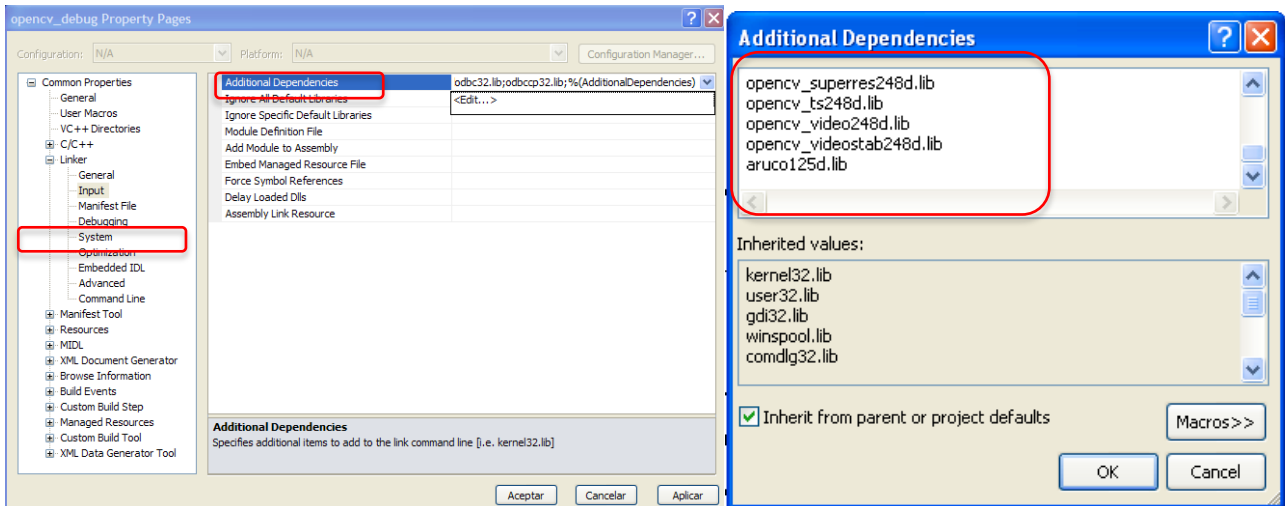 opencv_debug Property Pages
Configuration: N/A Platform: N/A Configuration Manager...
Common Properties
General
User Macros
VC++ Directories
C/C++
Linker
General
Input
Manifest File
Debugging
System
Optimization
Embedded IDL
Advanced
Command Line
Manifest Tool
Resources
MIDL
XML Document Generator
Browse Information
Build Events
Custom Build Step
Managed Resources
Custom Build Tool
XML Data Generator Tool
Additional Dependencies odbc32.lib;odbccp32.lib;%(AdditionalDependencies)
Ignore All Default Libraries <Edit...>
Ignore Specific Default Libraries
Module Definition File
Add Module to Assembly
Embed Managed Resource File
Force Symbol References
Delay Loaded Dlls
Assembly Link Resource
Additional Dependencies
Specifies additional items to add to the link command line [i.e. kernel32.lib]
Aceptar Cancelar Aplicar
Additional Dependencies
opencv_superres248d.lib
opencv_ts248d.lib
opencv_video248d.lib
opencv_videostab248d.lib
aruco125d.lib
Inherited values:
kernel32.lib
user32.lib
gdi32.lib
winspool.lib
comdlg32.lib
Inherit from parent or project defaults Macros>>
OK Cancel